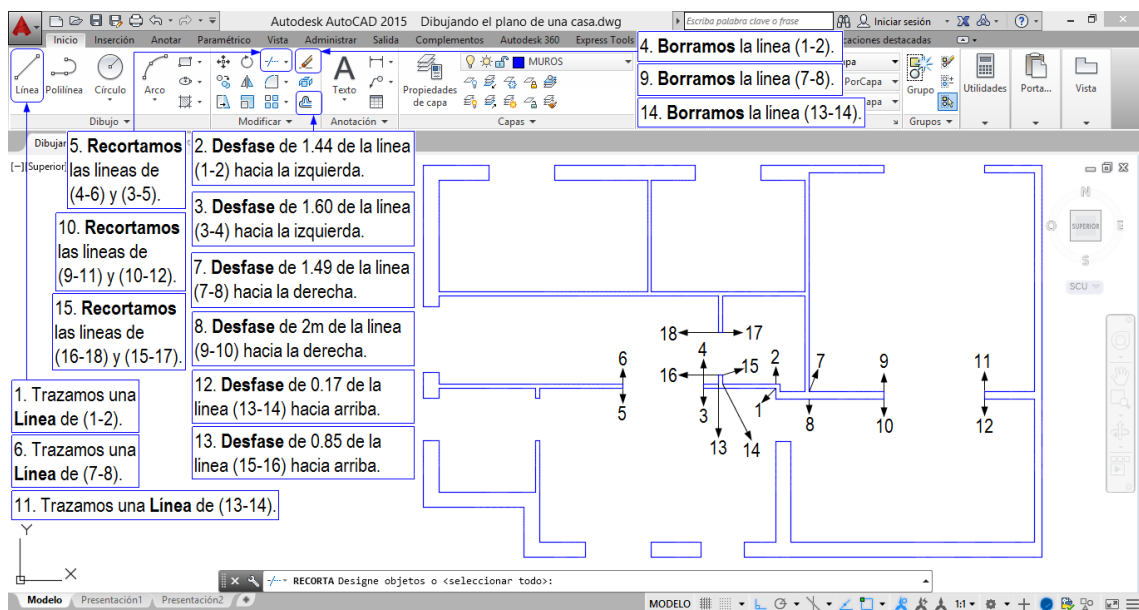 Autodesk AutoCAD 2015 Dibujando el plano de una casa.dwg
Escriba palabra clave o frase
Iniciar sesión
Inicio Inserción Anotar Paramétrico Vista Administrar Salida Complementos Autodesk 360 Express Tools
caciones destacadas
4. Borramos la linea (1-2).
9. Borramos la linea (7-8).
14. Borramos la linea (13-14).
Línea Polilínea Círculo Arco
Texto
Propiedades
de capa
MUROS
PorCapa
Grupo
Utilidades
Porta...
Vista
Dibujo Modificar Anotación Capas Grupos
Dibujar
[−][Superior]
5. Recortamos
las lineas de
(4-6) y (3-5).
10. Recortamos
las lineas de
(9-11) y (10-12).
15. Recortamos
las lineas de
(16-18) y (15-17).
2. Desfase de 1.44 de la linea
(1-2) hacia la izquierda.
3. Desfase de 1.60 de la linea
(3-4) hacia la izquierda.
7. Desfase de 1.49 de la linea
(7-8) hacia la derecha.
8. Desfase de 2m de la linea
(9-10) hacia la derecha.
12. Desfase de 0.17 de la
linea (13-14) hacia arriba.
13. Desfase de 0.85 de la
linea (15-16) hacia arriba.
1. Trazamos una
Línea de (1-2).
6. Trazamos una
Línea de (7-8).
11. Trazamos una Línea de (13-14).
N
O SUPERIOR E
S
SCU
18 17
6 4 16 15 2 7 9 11
5 3 1 8 10 12
13 14
Y
X
RECORTA Designe objetos o <seleccionar todo>:
Modelo Presentación1 Presentación2
MODELO 1:1